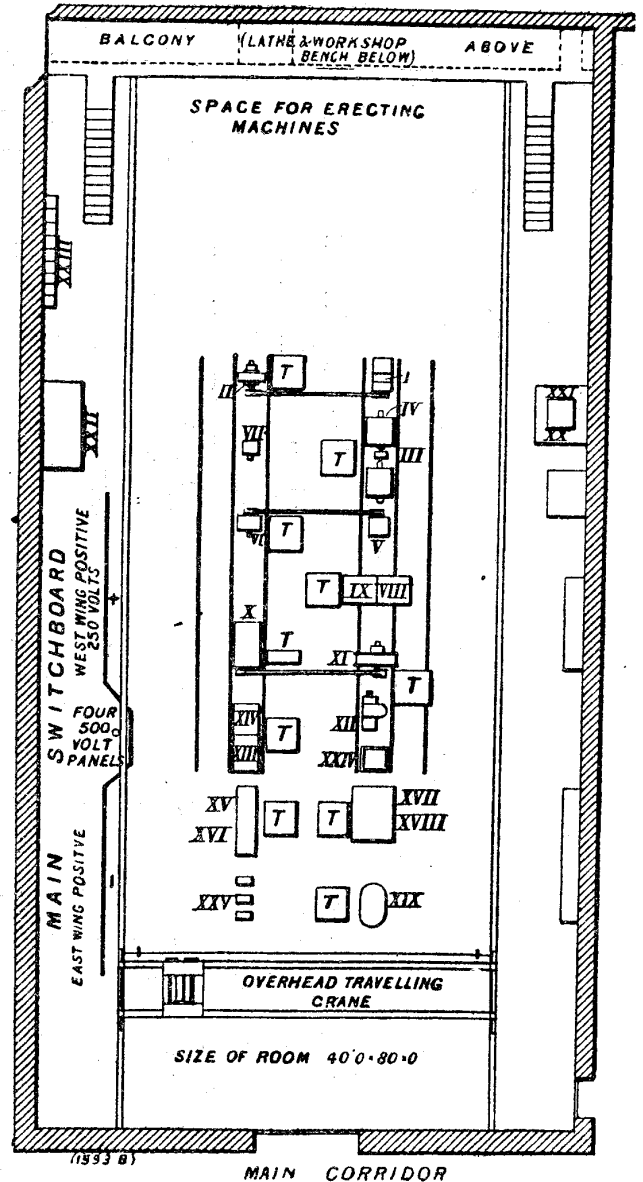 BALCONY (LATHE & WORKSHOP ABOVE
BENCH BELOW)
SPACE FOR ERECTING
MACHINES
XXIII
T
I
II
IV
XXI
XX
XXII
VII
III
T
VI
T
V
MAIN SWITCHBOARD
WEST WING POSITIVE
250 VOLTS
+
T
IX
VIII
X
T
XI
T
FOUR
500
VOLT
PANELS
XIV
T
XII
XIII
XXIV
XV
T
T
XVII
XVI
XVIII
EAST WING POSITVE
XXV
T
XIX
OVERHEAD TRAVELLING
CRANE
SIZE OF ROOM 40'0 × 80'0
(1593 B)
MAIN CORRIDOR